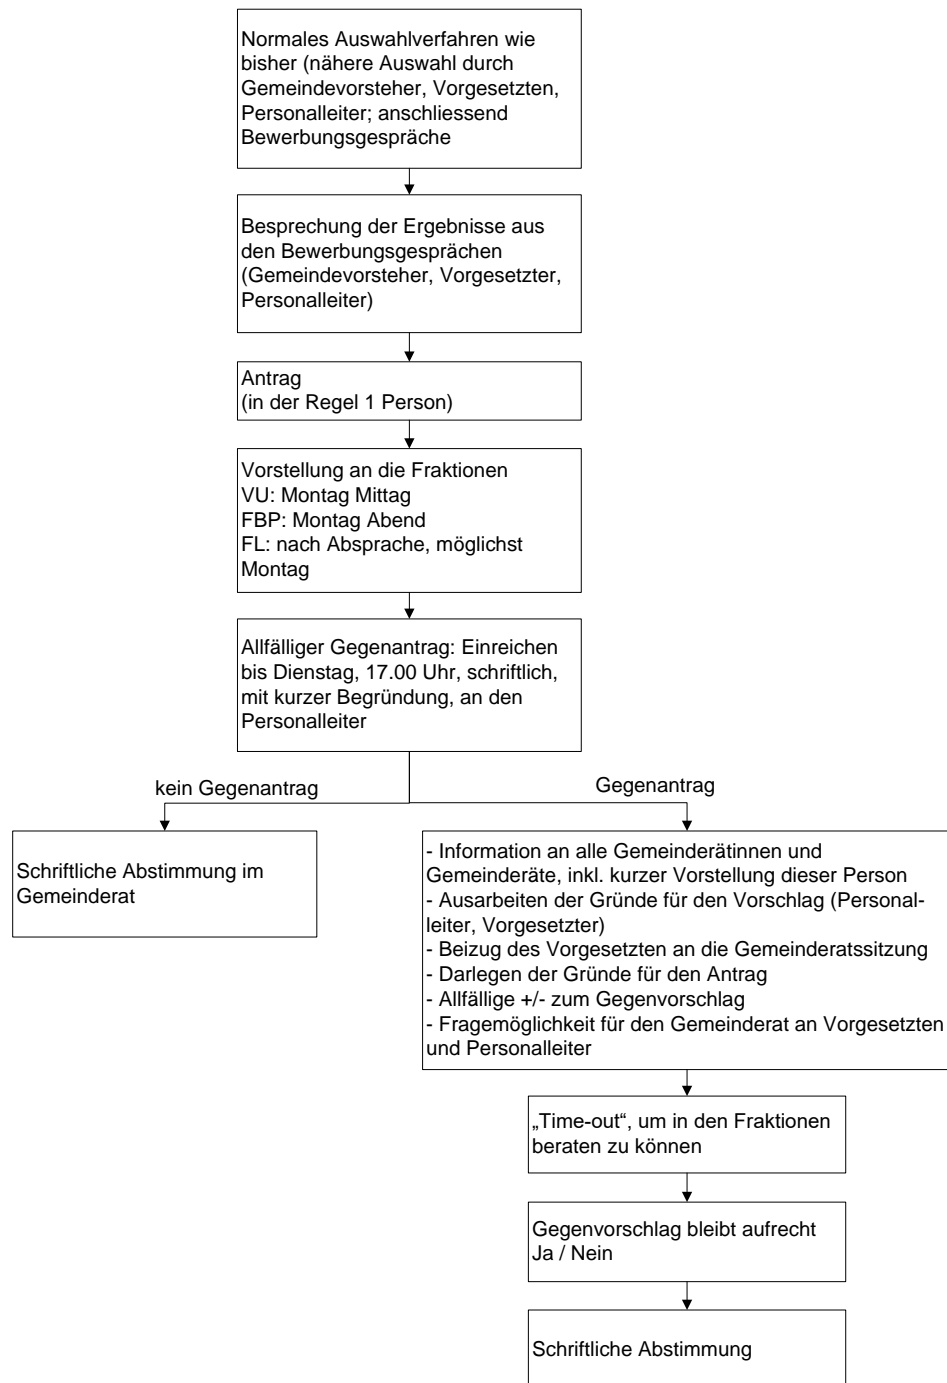 Normales Auswahlverfahren wie
bisher (nähere Auswahl durch
Gemeindevorsteher, Vorgesetzten,
Personalleiter; anschliessend
Bewerbungsgespräche
Besprechung der Ergebnisse aus
den Bewerbungsgesprächen
(Gemeindevorsteher, Vorgesetzter,
Personalleiter)
Antrag
(in der Regel 1 Person)
Vorstellung an die Fraktionen
VU: Montag Mittag
FBP: Montag Abend
FL: nach Absprache, möglichst
Montag
Allfälliger Gegenantrag: Einreichen
bis Dienstag, 17.00 Uhr, schriftlich,
mit kurzer Begründung, an den
Personalleiter
kein Gegenantrag
Gegenantrag
Schriftliche Abstimmung im
Gemeinderat
- Information an alle Gemeinderätinnen und
Gemeinderäte, inkl. kurzer Vorstellung dieser Person
- Ausarbeiten der Gründe für den Vorschlag (Personal-
leiter, Vorgesetzter)
- Beizug des Vorgesetzten an die Gemeinderatssitzung
- Darlegen der Gründe für den Antrag
- Allfällige +/- zum Gegenvorschlag
- Fragemöglichkeit für den Gemeinderat an Vorgesetzten
und Personalleiter
„Time-out“, um in den Fraktionen
beraten zu können
Gegenvorschlag bleibt aufrecht
Ja / Nein
Schriftliche Abstimmung